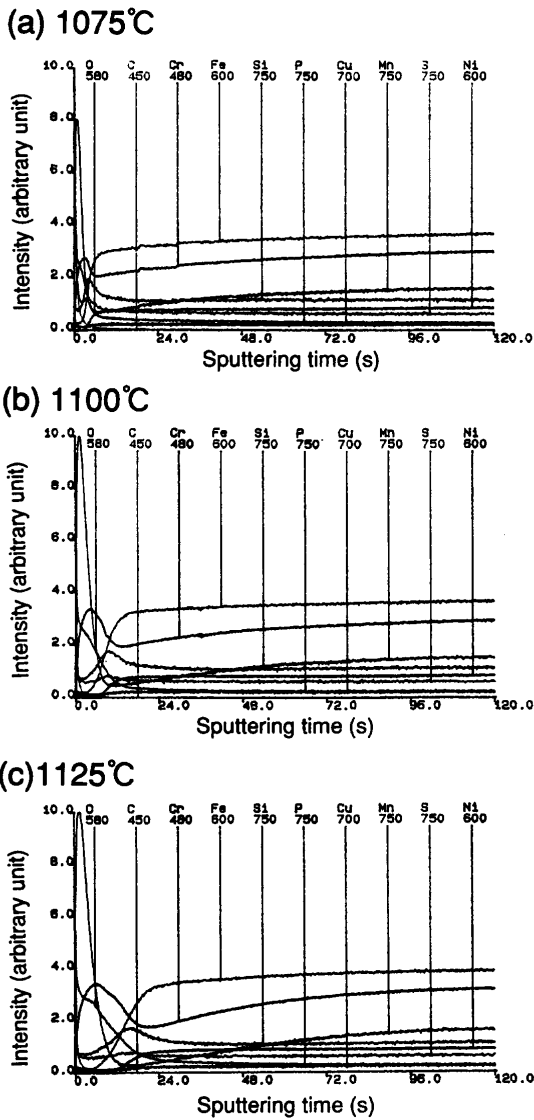 (a) 1075℃
10.0 O C Cr Fe Si P Cu Mn S Ni
580 450 480 600 750 750 700 750 750 600
8.0
6.0
4.0
2.0
0.0
0.0 24.0 48.0 72.0 96.0 120.0
Intensity (arbitrary unit)
Sputtering time (s)
(b) 1100℃
10.0 O C Cr Fe Si P Cu Mn S Ni
580 450 480 600 750 750 700 750 750 600
8.0
6.0
4.0
2.0
0.0
0.0 24.0 48.0 72.0 96.0 120.0
Intensity (arbitrary unit)
Sputtering time (s)
(c)1125℃
10.0 O C Cr Fe Si P Cu Mn S Ni
580 450 480 600 750 750 700 750 750 600
8.0
6.0
4.0
2.0
0.0
0.0 24.0 48.0 72.0 96.0 120.0
Intensity (arbitrary unit)
Sputtering time (s)